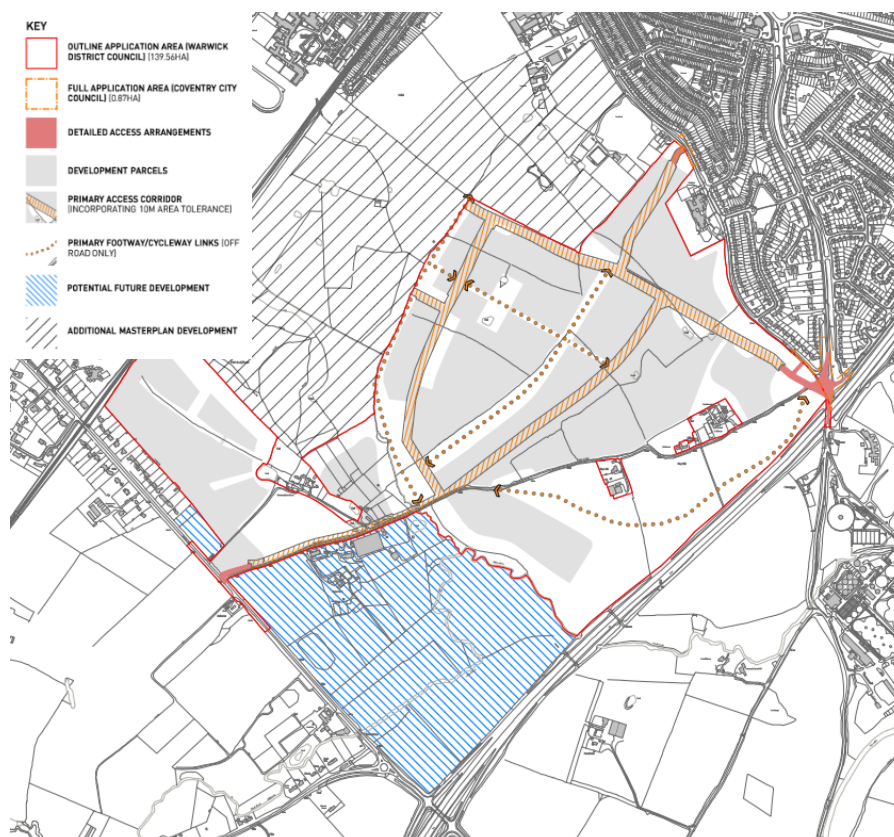 KEY
OUTLINE APPLICATION AREA (WARWICK
DISTRICT COUNCIL) [139.56HA]
FULL APPLICATION AREA (COVENTRY CITY
COUNCIL) [0.87HA]
DETAILED ACCESS ARRANGEMENTS
DEVELOPMENT PARCELS
PRIMARY ACCESS CORRIDOR
[INCORPORATING 10M AREA TOLERANCE]
PRIMARY FOOTWAY/CYCLEWAY LINKS (OFF
ROAD ONLY)
POTENTIAL FUTURE DEVELOPMENT
ADDITIONAL MASTERPLAN DEVELOPMENT